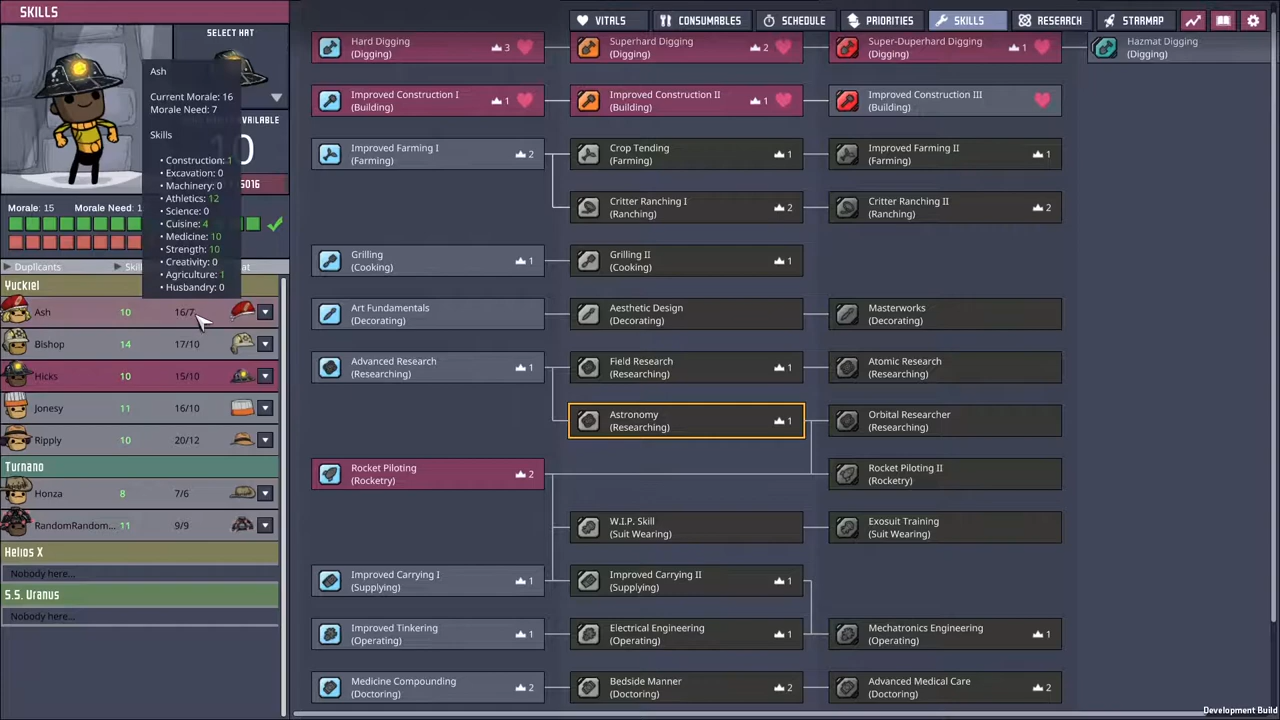 SKILLS
VITALS
CONSUMABLES
SCHEDULE
PRIORITIES
SKILLS
RESEARCH
STARMAP
SELECT HAT
Ash
Current Morale: 16
Morale Need: 7
Skills
• Construction: 1
• Excavation: 0
• Machinery: 0
• Athletics: 12
• Science: 0
• Cuisine: 4
• Medicine: 10
• Strength: 10
• Creativity: 0
• Agriculture: 1
• Husbandry: 0
Morale: 15
Morale Need: 1
Duplicants
Yuckiel
Ash 10 16/7
Bishop 14 17/10
Hicks 10 15/10
Jonesy 11 16/10
Ripply 10 20/12
Turnano
Honza 8 7/6
RandomRandom... 11 9/9
Helios X
Nobody here...
S.S. Uranus
Nobody here...
Hard Digging
(Digging)
3
Superhard Digging
(Digging)
2
Super-Duperhard Digging
(Digging)
1
Hazmat Digging
(Digging)
Improved Construction I
(Building)
1
Improved Construction II
(Building)
1
Improved Construction III
(Building)
Improved Farming I
(Farming)
2
Crop Tending
(Farming)
1
Improved Farming II
(Farming)
1
Critter Ranching I
(Ranching)
2
Critter Ranching II
(Ranching)
2
Grilling
(Cooking)
1
Grilling II
(Cooking)
1
Art Fundamentals
(Decorating)
Aesthetic Design
(Decorating)
Masterworks
(Decorating)
Advanced Research
(Researching)
1
Field Research
(Researching)
1
Atomic Research
(Researching)
Astronomy
(Researching)
1
Orbital Researcher
(Researching)
Rocket Piloting
(Rocketry)
2
Rocket Piloting II
(Rocketry)
W.I.P. Skill
(Suit Wearing)
Exosuit Training
(Suit Wearing)
Improved Carrying I
(Supplying)
1
Improved Carrying II
(Supplying)
1
Improved Tinkering
(Operating)
1
Electrical Engineering
(Operating)
1
Mechatronics Engineering
(Operating)
1
Medicine Compounding
(Doctoring)
2
Bedside Manner
(Doctoring)
2
Advanced Medical Care
(Doctoring)
2
Development Build